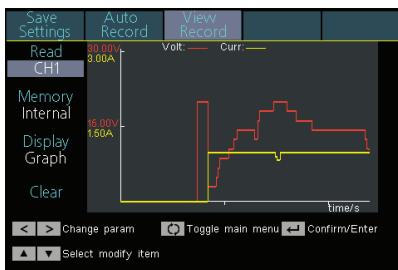 Save Settings
Auto Record
View Record
Read
CH1
Memory
Internal
Display
Graph
Clear
30.00V
3.00A
Volt:
Curr:
16.00V
1.50A
time/s
< > Change param
Toggle main menu
Confirm/Enter
Select modify item